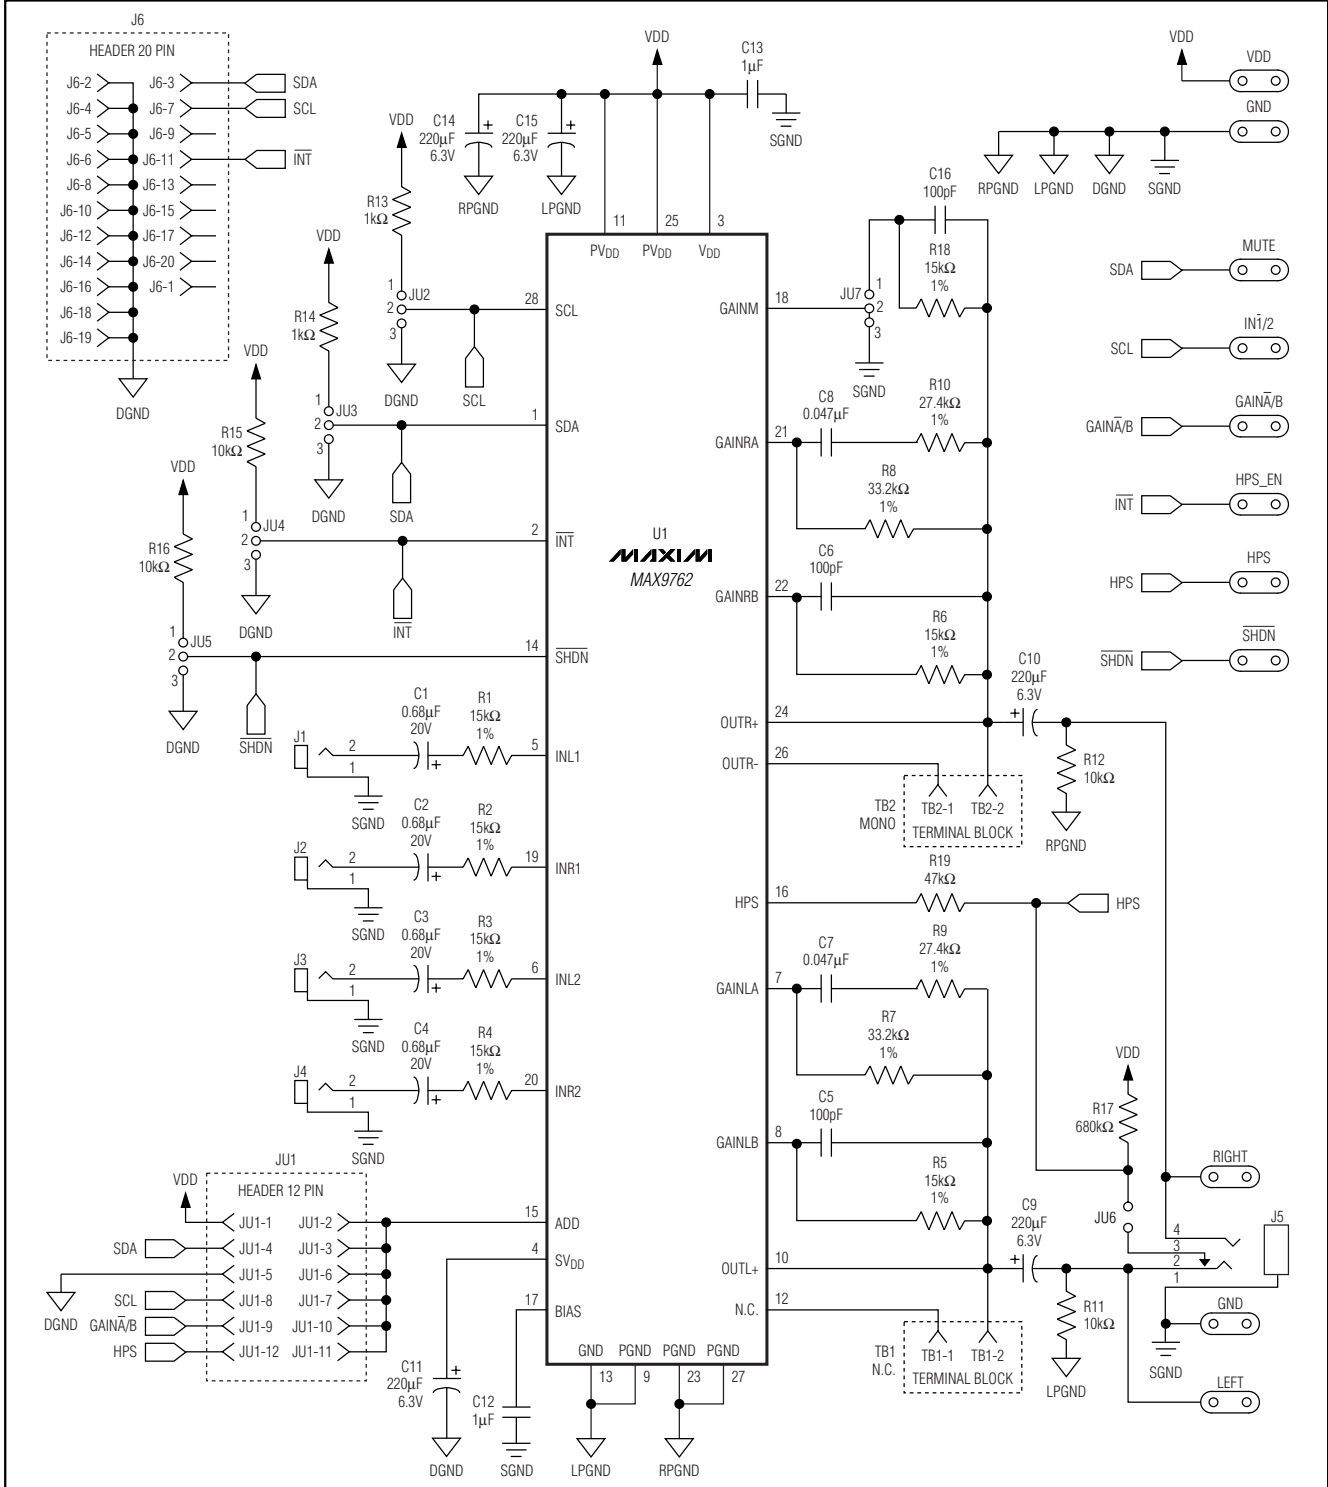 J6
HEADER 20 PIN
J6-2
J6-3
SDA
J6-4
J6-7
SCL
J6-5
J6-9
J6-6
J6-11
I̅N̅T̅
J6-8
J6-13
J6-10
J6-15
J6-12
J6-17
J6-14
J6-20
J6-16
J6-1
J6-18
J6-19
DGND
VDD
C13
1µF
SGND
C14
220µF
6.3V
+
RPGND
C15
220µF
6.3V
+
LPGND
VDD
VDD
GND
RPGND
LPGND
DGND
SGND
VDD
R13
1kΩ
1
2
3
JU2
DGND
SCL
VDD
R14
1kΩ
1
2
3
JU3
DGND
SDA
VDD
R15
10kΩ
1
2
3
JU4
DGND
I̅N̅T̅
VDD
R16
10kΩ
1
2
3
JU5
DGND
S̅H̅D̅N̅
11
25
3
PVDD
PVDD
VDD
28
SCL
1
SDA
2
I̅N̅T̅
14
S̅H̅D̅N̅
U1
MAXIM
MAX9762
GAINM
18
JU7
1
2
3
SGND
C16
100pF
R18
15kΩ
1%
GAINRA
21
C8
0.047µF
R10
27.4kΩ
1%
R8
33.2kΩ
1%
GAINRB
22
C6
100pF
R6
15kΩ
1%
OUTR+
24
C10
220µF
6.3V
+
R12
10kΩ
RPGND
OUTR-
26
TB2
MONO
TB2-1
TB2-2
TERMINAL BLOCK
SDA
MUTE
SCL
IN1̅/2
GAINA̅/B
GAINA̅/B
I̅N̅T̅
HPS_EN
HPS
HPS
S̅H̅D̅N̅
S̅H̅D̅N̅
J1
2
1
SGND
C1
0.68µF
20V
+
R1
15kΩ
1%
5
INL1
J2
2
1
SGND
C2
0.68µF
20V
+
R2
15kΩ
1%
19
INR1
J3
2
1
SGND
C3
0.68µF
20V
+
R3
15kΩ
1%
6
INL2
J4
2
1
SGND
C4
0.68µF
20V
+
R4
15kΩ
1%
20
INR2
HPS
16
R19
47kΩ
HPS
GAINLA
7
C7
0.047µF
R9
27.4kΩ
1%
R7
33.2kΩ
1%
GAINLB
8
C5
100pF
R5
15kΩ
1%
VDD
R17
680kΩ
JU6
RIGHT
J5
4
3
2
1
GND
SGND
LEFT
OUTL+
10
C9
220µF
6.3V
+
R11
10kΩ
LPGND
N.C.
12
TB1
N.C.
TB1-1
TB1-2
TERMINAL BLOCK
JU1
VDD
HEADER 12 PIN
JU1-1
JU1-2
SDA
JU1-4
JU1-3
JU1-5
JU1-6
DGND
SCL
JU1-8
JU1-7
GAINA̅/B
JU1-9
JU1-10
HPS
JU1-12
JU1-11
15
ADD
4
SVDD
17
BIAS
C11
220µF
6.3V
+
DGND
C12
1µF
SGND
GND
PGND
PGND
PGND
13
9
23
27
LPGND
RPGND